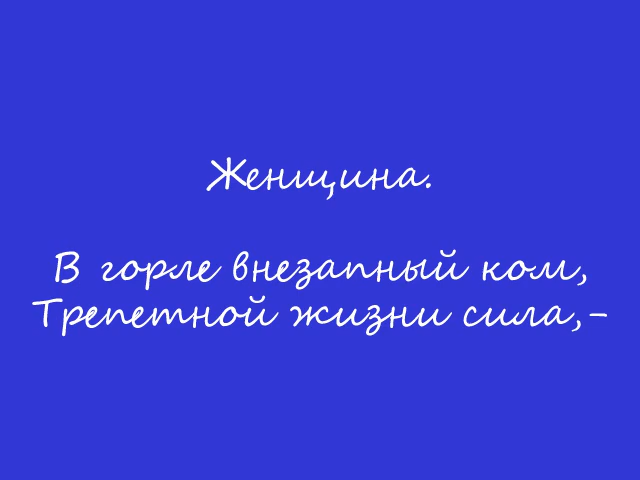 Женщина.
В горле внезапный ком,
Трепетной жизни сила,-